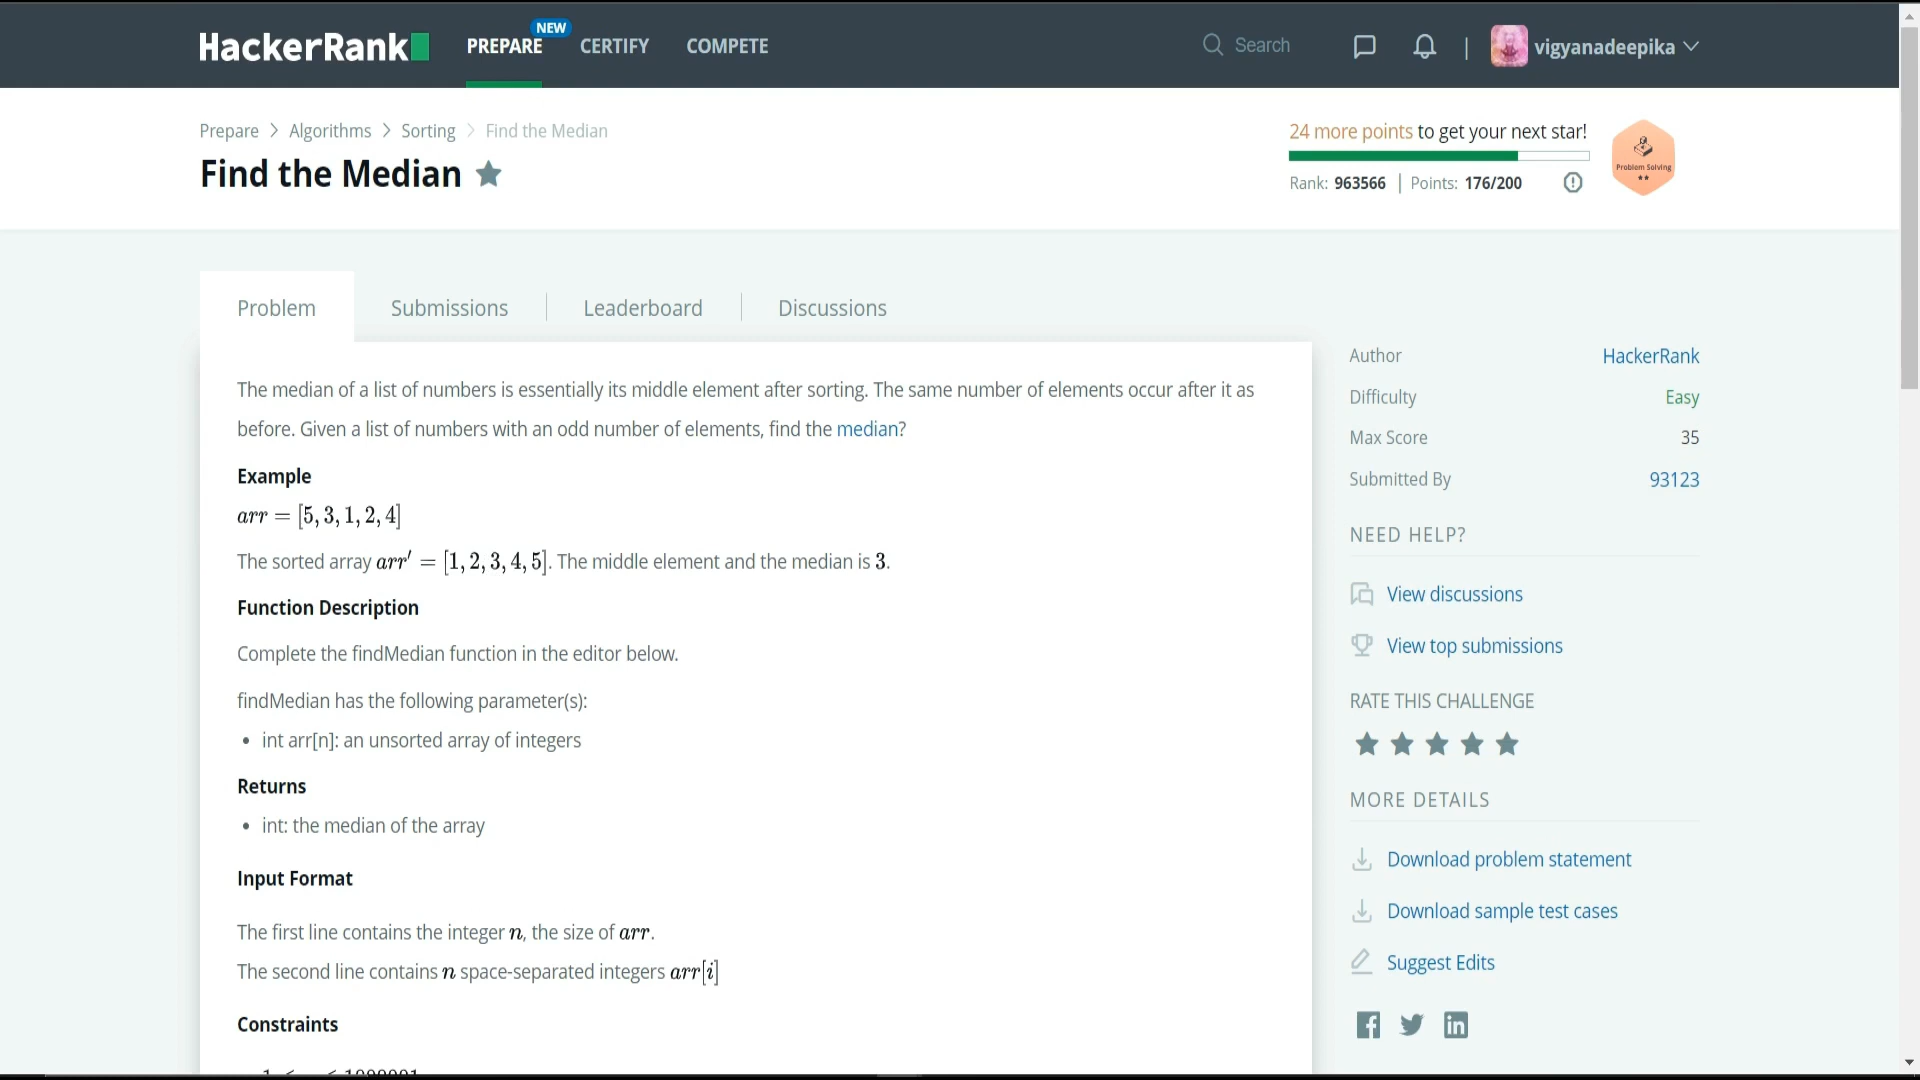 HackerRank
PREPARE
NEW
CERTIFY
COMPETE
Search
|
vigyanadeepika
Prepare > Algorithms > Sorting > Find the Median
Find the Median
24 more points to get your next star!
Rank: 963566 | Points: 176/200
Problem Solving
Problem
Submissions
Leaderboard
Discussions
The median of a list of numbers is essentially its middle element after sorting. The same number of elements occur after it as
before. Given a list of numbers with an odd number of elements, find the median?
Example
arr = [5, 3, 1, 2, 4]
The sorted array arr′ = [1, 2, 3, 4, 5]. The middle element and the median is 3.
Function Description
Complete the findMedian function in the editor below.
findMedian has the following parameter(s):
• int arr[n]: an unsorted array of integers
Returns
• int: the median of the array
Input Format
The first line contains the integer n, the size of arr.
The second line contains n space-separated integers arr[i]
Constraints
Author HackerRank
Difficulty Easy
Max Score 35
Submitted By 93123
NEED HELP?
View discussions
View top submissions
RATE THIS CHALLENGE
MORE DETAILS
Download problem statement
Download sample test cases
Suggest Edits